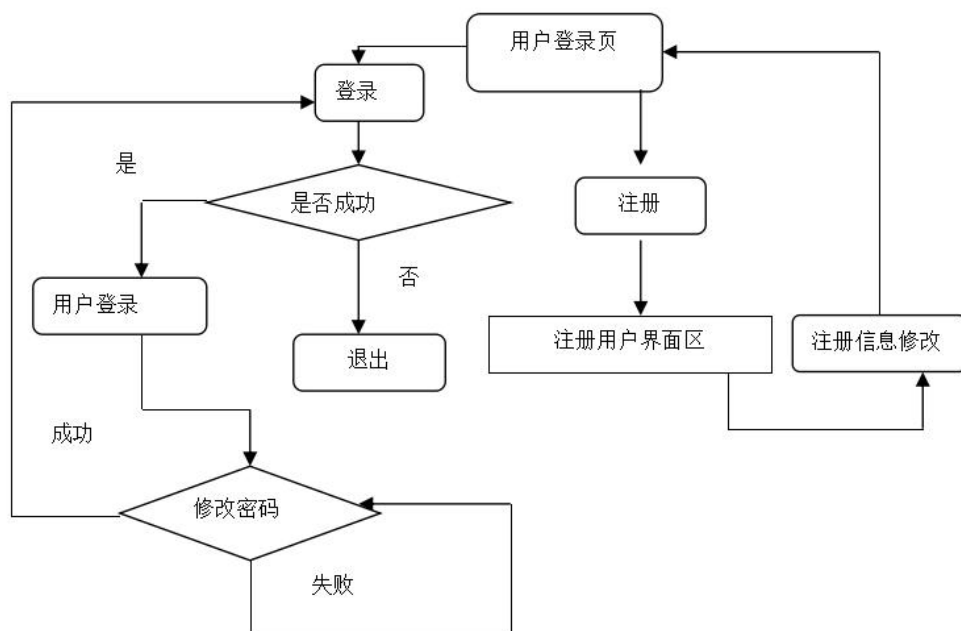 用户登录页
登录
是
是否成功
注册
否
用户登录
退出
注册用户界面区
注册信息修改
成功
修改密码
失败